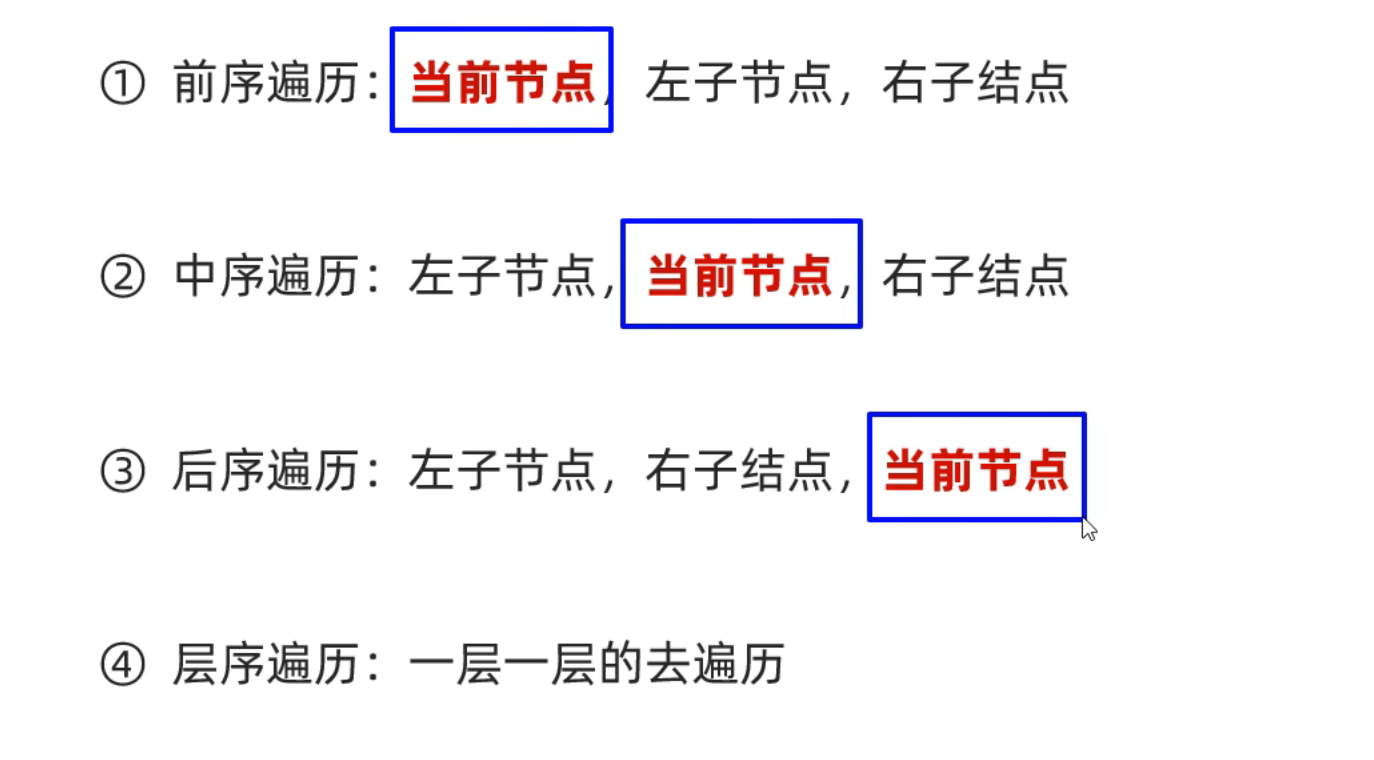 ① 前序遍历：当前节点，左子节点，右子结点
② 中序遍历：左子节点，当前节点，右子结点
③ 后序遍历：左子节点，右子结点，当前节点
④ 层序遍历：一层一层的去遍历